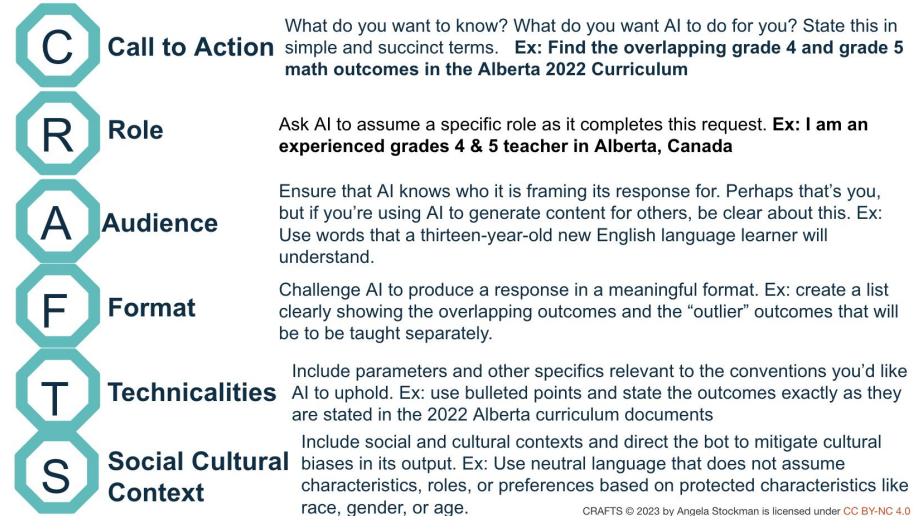 C
Call to Action
What do you want to know? What do you want AI to do for you? State this in
simple and succinct terms. Ex: Find the overlapping grade 4 and grade 5
math outcomes in the Alberta 2022 Curriculum
R
Role
Ask AI to assume a specific role as it completes this request. Ex: I am an
experienced grades 4 & 5 teacher in Alberta, Canada
A
Audience
Ensure that AI knows who it is framing its response for. Perhaps that's you,
but if you're using AI to generate content for others, be clear about this. Ex:
Use words that a thirteen-year-old new English language learner will
understand.
F
Format
Challenge AI to produce a response in a meaningful format. Ex: create a list
clearly showing the overlapping outcomes and the “outlier” outcomes that will
be to be taught separately.
T
Technicalities
Include parameters and other specifics relevant to the conventions you'd like
AI to uphold. Ex: use bulleted points and state the outcomes exactly as they
are stated in the 2022 Alberta curriculum documents
S
Social Cultural
Context
Include social and cultural contexts and direct the bot to mitigate cultural
biases in its output. Ex: Use neutral language that does not assume
characteristics, roles, or preferences based on protected characteristics like
race, gender, or age.
CRAFTS © 2023 by Angela Stockman is licensed under CC BY-NC 4.0